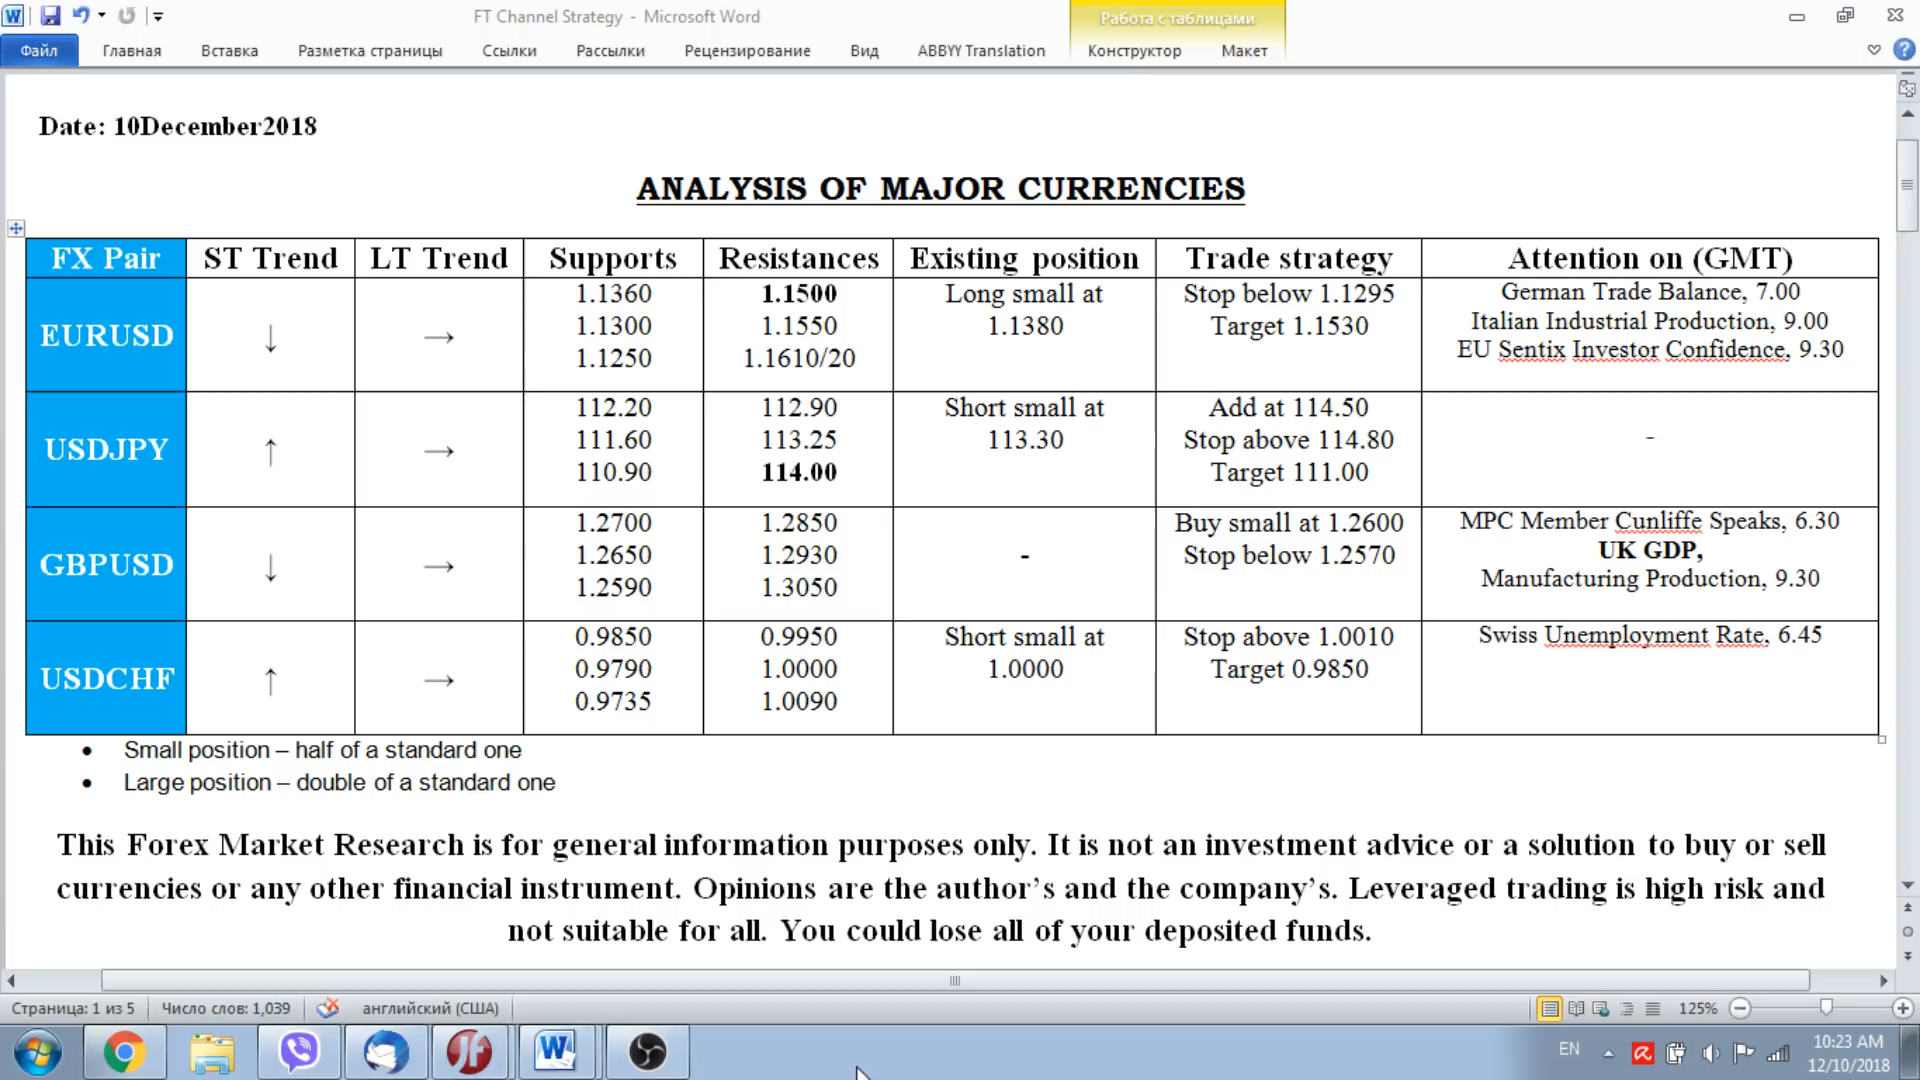 FT Channel Strategy - Microsoft Word
Работа с таблицами
Файл Главная Вставка Разметка страницы Ссылки Рассылки Рецензирование Вид ABBYY Translation Конструктор Макет
Date: 10December2018
ANALYSIS OF MAJOR CURRENCIES
FX Pair ST Trend LT Trend Supports Resistances Existing position Trade strategy Attention on (GMT)
EURUSD ↓ →
1.1360
1.1300
1.1250
1.1500
1.1550
1.1610/20
Long small at
1.1380
Stop below 1.1295
Target 1.1530
German Trade Balance, 7.00
Italian Industrial Production, 9.00
EU Sentix Investor Confidence, 9.30
USDJPY ↑ →
112.20
111.60
110.90
112.90
113.25
114.00
Short small at
113.30
Add at 114.50
Stop above 114.80
Target 111.00
-
GBPUSD ↓ →
1.2700
1.2650
1.2590
1.2850
1.2930
1.3050
-
Buy small at 1.2600
Stop below 1.2570
MPC Member Cunliffe Speaks, 6.30
UK GDP,
Manufacturing Production, 9.30
USDCHF ↑ →
0.9850
0.9790
0.9735
0.9950
1.0000
1.0090
Short small at
1.0000
Stop above 1.0010
Target 0.9850
Swiss Unemployment Rate, 6.45
• Small position – half of a standard one
• Large position – double of a standard one
This Forex Market Research is for general information purposes only. It is not an investment advice or a solution to buy or sell
currencies or any other financial instrument. Opinions are the author’s and the company’s. Leveraged trading is high risk and
not suitable for all. You could lose all of your deposited funds.
Страница: 1 из 5 Число слов: 1,039 английский (США) 125%
EN
10:23 AM
12/10/2018